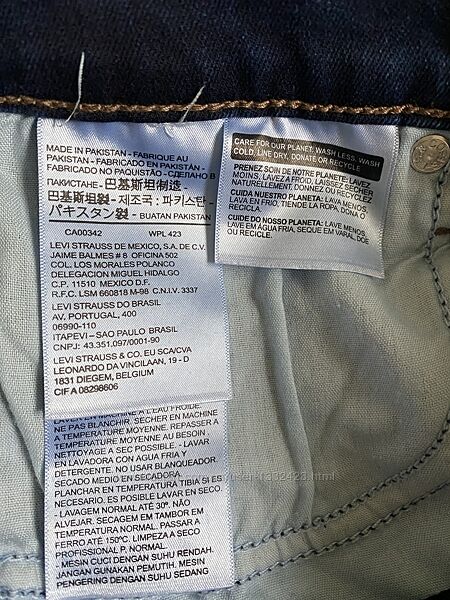 MADE IN PAKISTAN - FABRIQUE AU
PAKISTAN - FABRICADO EN PAKISTÁN -
FABRICADO NO PAQUISTÃO - СДЕЛАНО В
ПАКИСТАНЕ - 巴基斯坦制造 -
巴基斯坦製 - 제조국 : 파키스탄 -
パキスタン製 - BUATAN PAKISTAN
CA00342 WPL 423
LEVI STRAUSS DE MEXICO, S.A. DE C.V.
JAIME BALMES # 8 OFICINA 502
COL. LOS MORALES POLANCO
DELEGACION MIGUEL HIDALGO
C.P. 11510 MEXICO D.F.
R.F.C. LSM 660818 M-98 C.N.I.V. 3337
LEVI STRAUSS DO BRASIL
AV, PORTUGAL, 400
06990-110
ITAPEVI – SAO PAULO BRASIL
CNPJ: 43.351.097/0001-90
LEVI STRAUSS & CO. EU SCA/CVA
LEONARDO DA VINCILAAN, 19 - D
1831 DIEGEM, BELGIUM
CIF A 08298606
LAVER EN MACHINE À L'EAU FROIDE.
NE PAS BLANCHIR. SÉCHER EN MACHINE
A TEMPERATURE MOYENNE. REPASSER A
TEMPÉRATURE MOYENNE AU BESOIN .
NETTOYAGE A SEC POSSIBLE. - LAVAR
EN LAVADORA CON AGUA FRIA Y
DETERGENTE. NO USAR BLANQUEADOR.
SECADO MEDIO EN SECADORA.
PLANCHAR EN TEMPERATURA TIBIA SI ES
NECESARIO, ES POSIBLE LAVAR EN SECO.
- LAVAGEM NORMAL ATÉ 30º. NÃO
ALVEJAR. SECAGEM EM TAMBOR EM
TEMPERATURA NORMAL. PASSAR A
FERRO ATÉ 150ºC. LIMPEZA A SECO
PROFISSIONAL P, NORMAL.
- MESIN CUCI DENGAN SUHU RENDAH.
JANGAN GUNAKAN PEMUTIH. MESIN
PENGERING DENGAN SUHU SEDANG
CARE FOR OUR PLANET. WASH LESS, WASH
COLD, LINE DRY, DONATE OR RECYCLE
PRENEZ SOIN DE NOTRE PLANETE: LAVEZ
MOINS, LAVEZ A FROID, LAISSEZ SÉCHER
NATURELLEMENT, DONNEZ OU RECYCLEZ
CUIDA NUESTRO PLANETA: LAVA MENOS,
LAVA EN FRIO, TIENDE LA ROPA, DONA O
RECICLA.
CUIDE DO NOSSO PLANETA: LAVE MENOS,
LAVE EM ÁGUA FRIA, SEQUE EM VARAL, DOE
OU RECICLE.